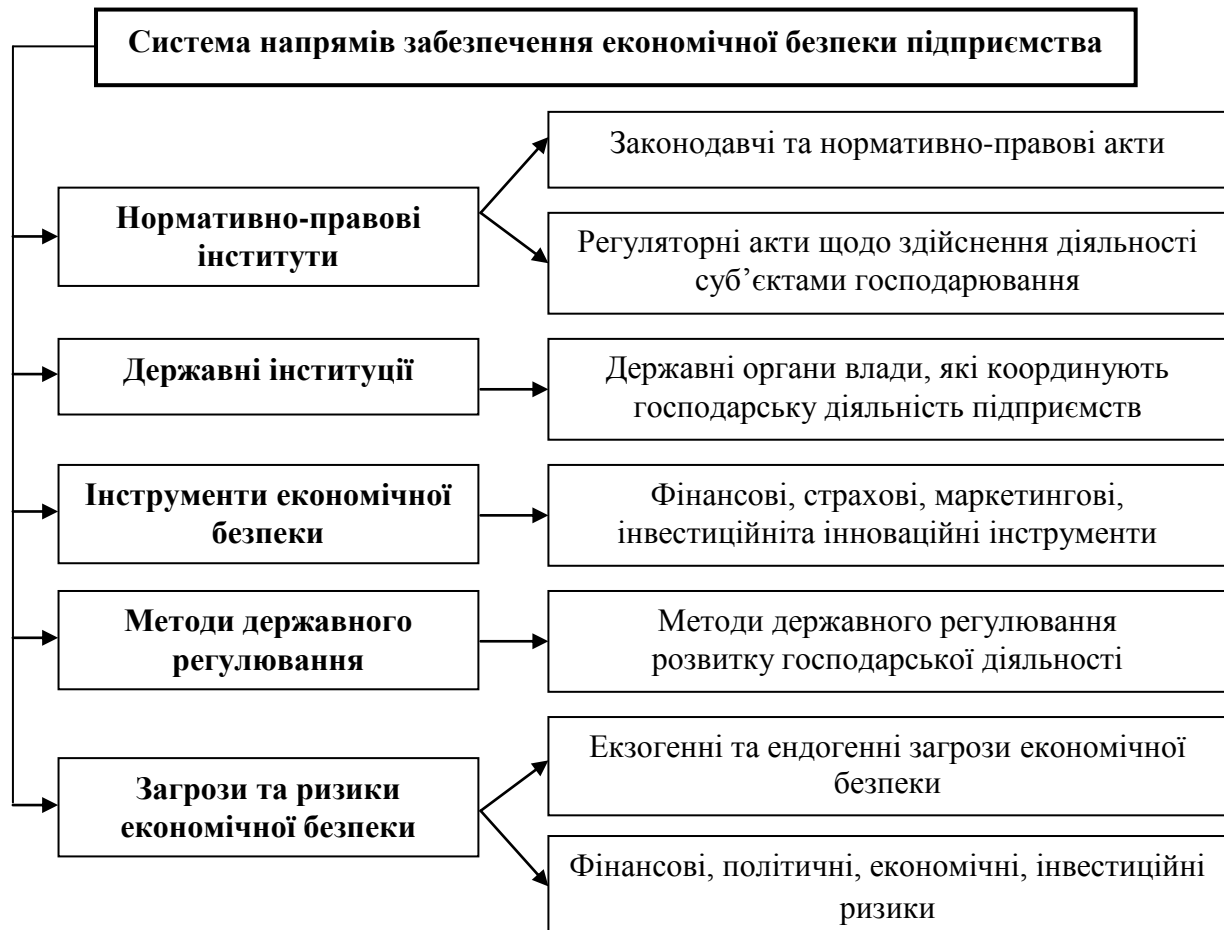 Система напрямів забезпечення економічної безпеки підприємства
Законодавчі та нормативно-правові акти
Нормативно-правові
інститути
Регуляторні акти щодо здійснення діяльності
суб’єктами господарювання
Державні інституції
Державні органи влади, які координують
господарську діяльність підприємств
Інструменти економічної
безпеки
Фінансові, страхові, маркетингові,
інвестиційніта інноваційні інструменти
Методи державного
регулювання
Методи державного регулювання
розвитку господарської діяльності
Загрози та ризики
економічної безпеки
Екзогенні та ендогенні загрози економічної
безпеки
Фінансові, політичні, економічні, інвестиційні
ризики